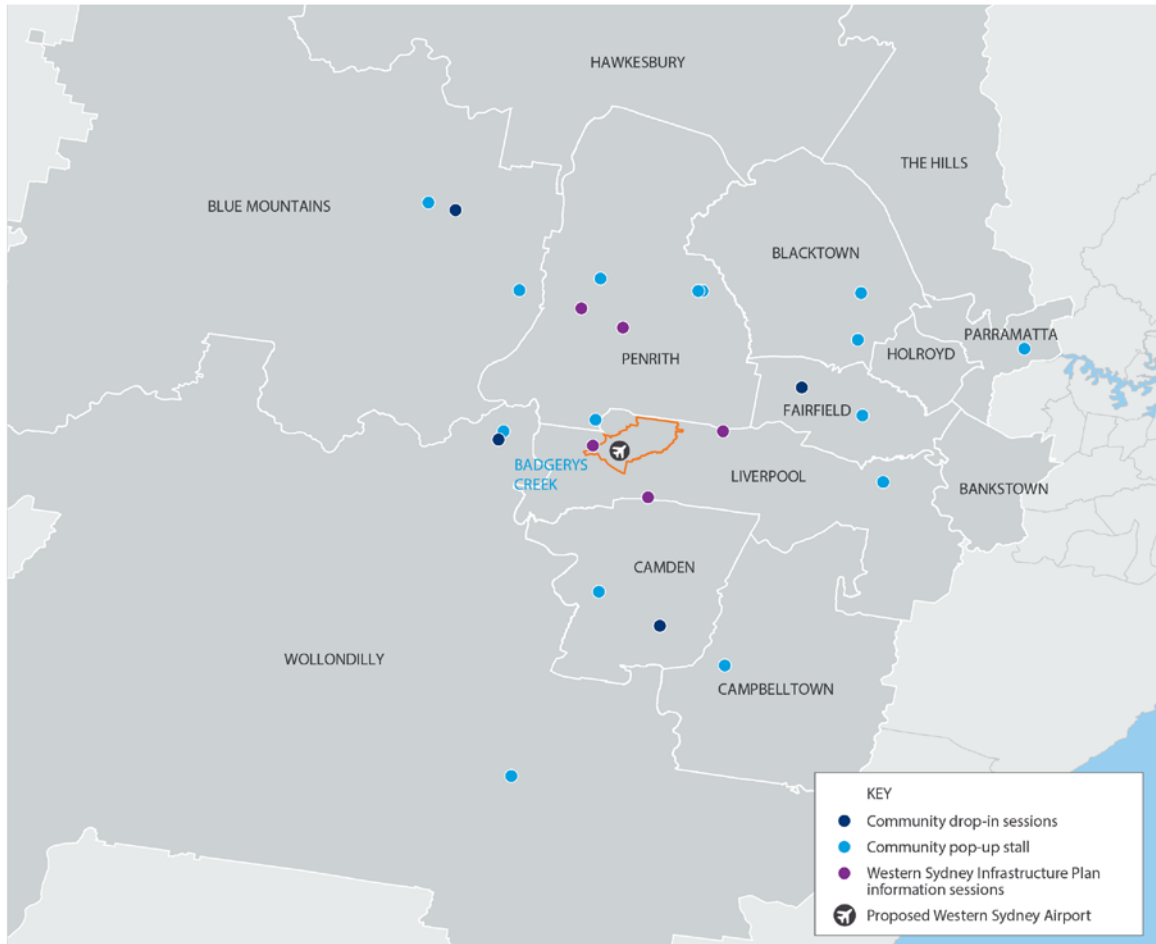 HAWKESBURY
THE HILLS
BLUE MOUNTAINS
BLACKTOWN
PARRAMATTA
HOLROYD
PENRITH
FAIRFIELD
BADGERYS
CREEK
LIVERPOOL
BANKSTOWN
CAMDEN
WOLLONDILLY
CAMPBELLTOWN
KEY
Community drop-in sessions
Community pop-up stall
Western Sydney Infrastructure Plan
information sessions
Proposed Western Sydney Airport